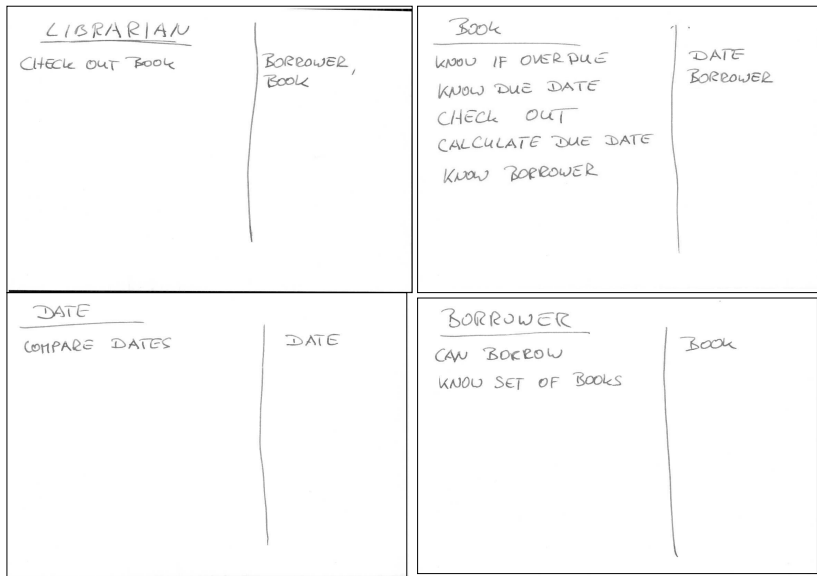 LIBRARIAN
CHECK OUT BOOK
BORROWER,
BOOK
BOOK
KNOW IF OVERDUE
KNOW DUE DATE
CHECK OUT
CALCULATE DUE DATE
KNOW BORROWER
DATE
BORROWER
DATE
COMPARE DATES
DATE
BORROWER
CAN BORROW
KNOW SET OF BOOKS
BOOK